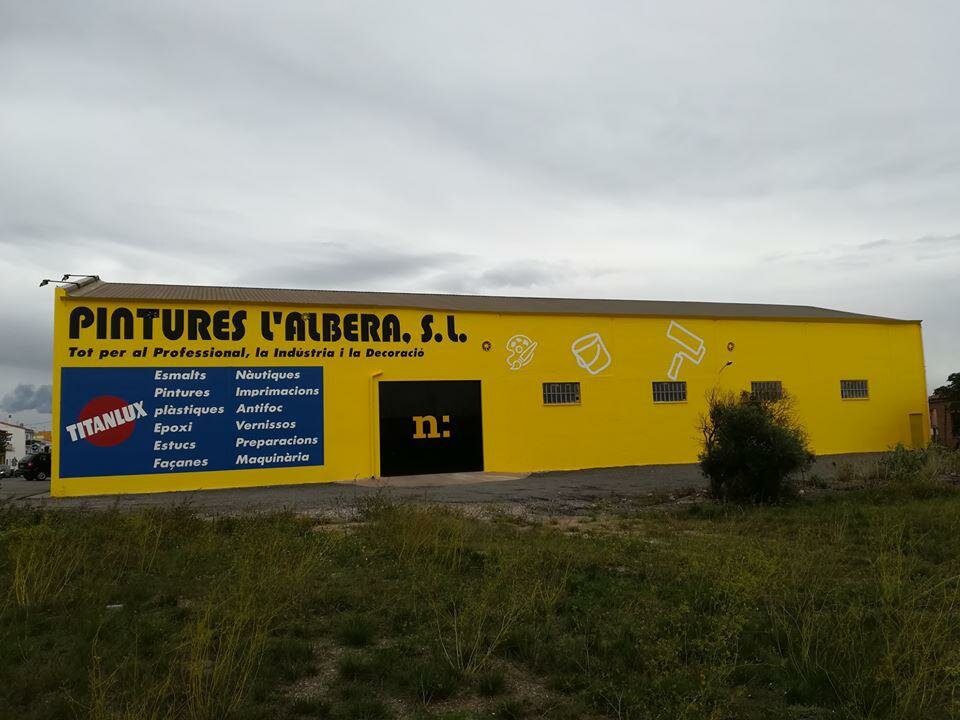 PINTURES L'ALBERA, S.L.
Tot per al Professional, la Indústria i la Decoració
TITANLUX
Esmalts
Pintures
plàstiques
Epoxi
Estucs
Façanes
Nàutiques
Imprimacions
Antifoc
Vernissos
Preparacions
Maquinària
n: